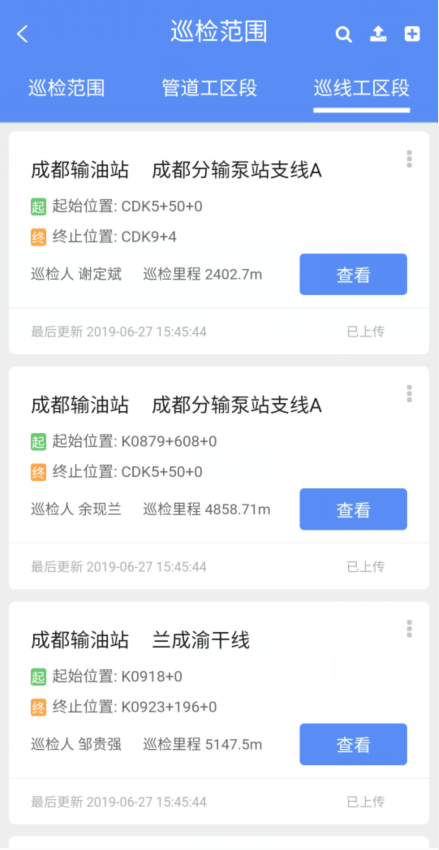 巡检范围
巡检范围 管道工区段 巡线工区段
成都输油站 成都分输泵站支线A
起 起始位置: CDK5+50+0
终 终止位置: CDK9+4
巡检人 谢定斌 巡检里程 2402.7m 查看
最后更新 2019-06-27 15:45:44 已上传
成都输油站 成都分输泵站支线A
起 起始位置: K0879+608+0
终 终止位置: CDK5+50+0
巡检人 余现兰 巡检里程 4858.71m 查看
最后更新 2019-06-27 15:45:44 已上传
成都输油站 兰成渝干线
起 起始位置: K0918+0
终 终止位置: K0923+196+0
巡检人 邹贵强 巡检里程 5147.5m 查看
最后更新 2019-06-27 15:45:44 已上传